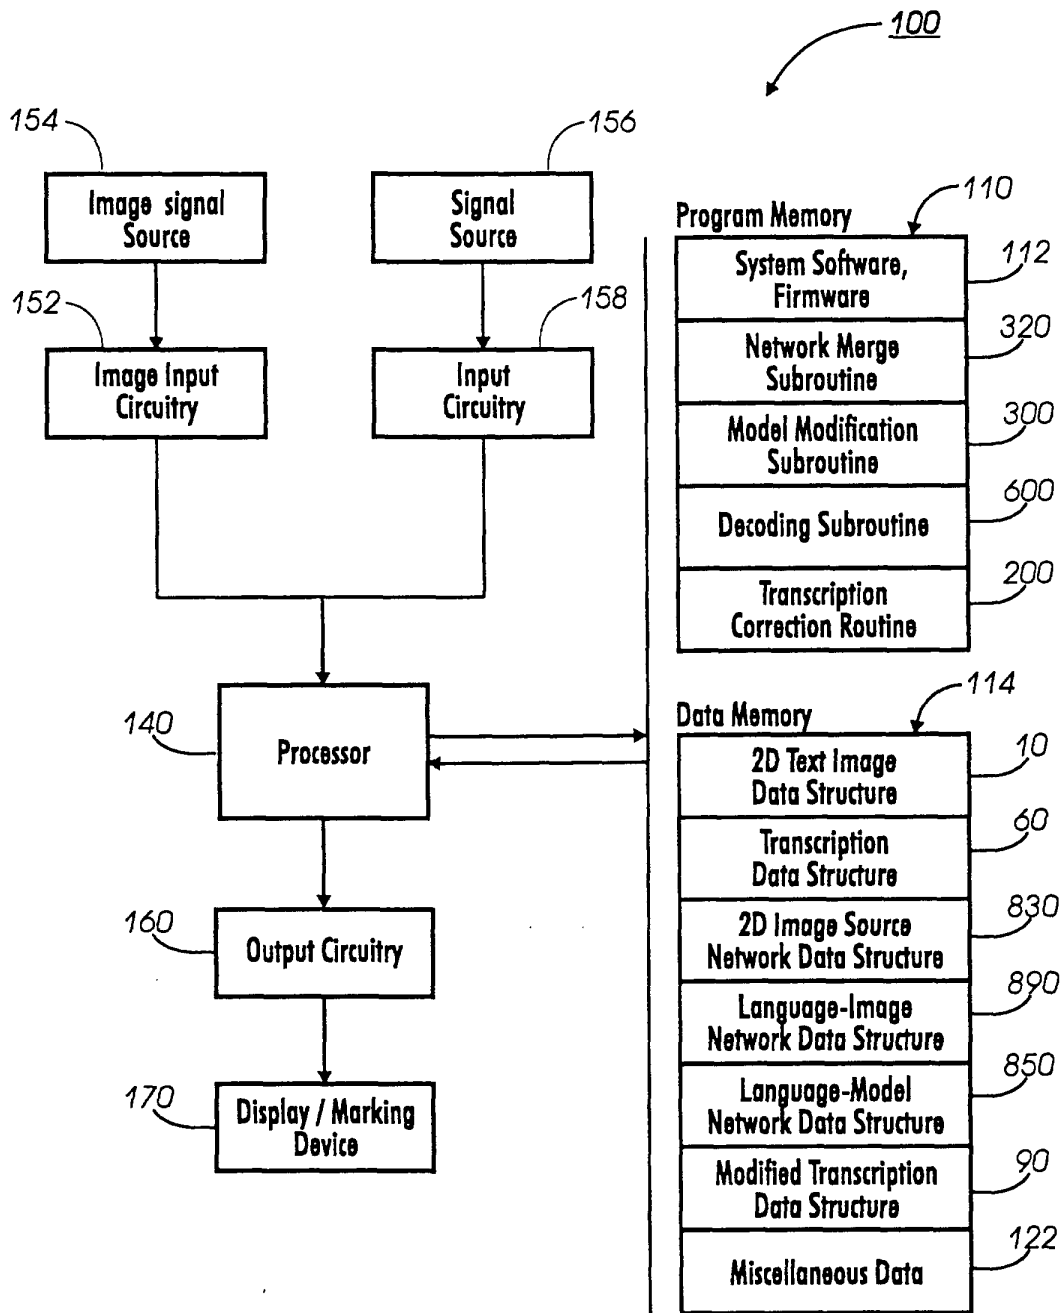 100
154
Image signal
Source
156
Signal
Source
152
Image Input
Circuitry
158
Input
Circuitry
140
Processor
160
Output Circuitry
170
Display / Marking
Device
Program Memory
110
System Software,
Firmware
112
Network Merge
Subroutine
320
Model Modification
Subroutine
300
Decoding Subroutine
600
Transcription
Correction Routine
200
Data Memory
114
2D Text Image
Data Structure
10
Transcription
Data Structure
60
2D Image Source
Network Data Structure
830
Language-Image
Network Data Structure
890
Language-Model
Network Data Structure
850
Modified Transcription
Data Structure
90
Miscellaneous Data
122